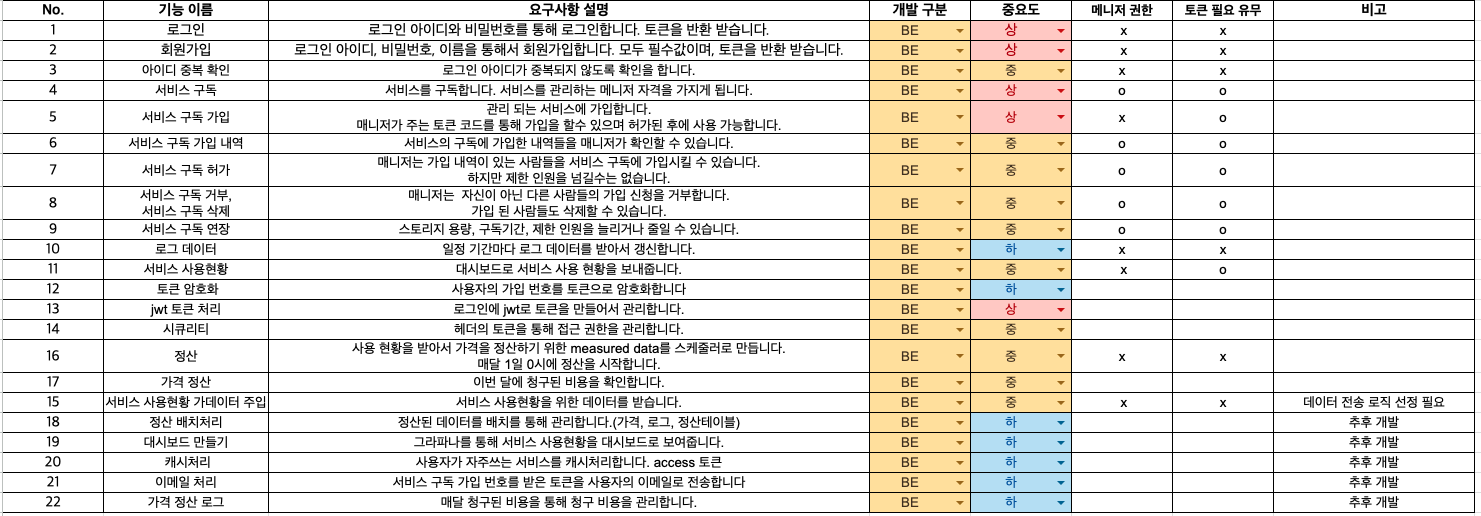 No. 기능 이름 요구사항 설명 개발 구분 중요도 메니저 권한 토큰 필요 유무 비고
1 로그인 로그인 아이디와 비밀번호를 통해 로그인합니다. 토큰을 반환 받습니다. BE 상 x x
2 회원가입 로그인 아이디, 비밀번호, 이름을 통해서 회원가입합니다. 모두 필수값이며, 토큰을 반환 받습니다. BE 상 x x
3 아이디 중복 확인 로그인 아이디가 중복되지 않도록 확인을 합니다. BE 중 x x
4 서비스 구독 서비스를 구독합니다. 서비스를 관리하는 메니저 자격을 가지게 됩니다. BE 상 o o
5 서비스 구독 가입 관리 되는 서비스에 가입합니다.
매니저가 주는 토큰 코드를 통해 가입을 할수 있으며 허가된 후에 사용 가능합니다. BE 상 x o
6 서비스 구독 가입 내역 서비스의 구독에 가입한 내역들을 매니저가 확인할 수 있습니다. BE 중 o o
7 서비스 구독 허가 매니저는 가입 내역이 있는 사람들을 서비스 구독에 가입시킬 수 있습니다.
하지만 제한 인원을 넘길수는 없습니다. BE 중 o o
8 서비스 구독 거부,
서비스 구독 삭제 매니저는 자신이 아닌 다른 사람들의 가입 신청을 거부합니다.
가입 된 사람들도 삭제할 수 있습니다. BE 중 o o
9 서비스 구독 연장 스토리지 용량, 구독기간, 제한 인원을 늘리거나 줄일 수 있습니다. BE 중 o o
10 로그 데이터 일정 기간마다 로그 데이터를 받아서 갱신합니다. BE 하 x x
11 서비스 사용현황 대시보드로 서비스 사용 현황을 보내줍니다. BE 중 x o
12 토큰 암호화 사용자의 가입 번호를 토큰으로 암호화합니다 BE 하
13 jwt 토큰 처리 로그인에 jwt로 토큰을 만들어서 관리합니다. BE 상
14 시큐리티 헤더의 토큰을 통해 접근 권한을 관리합니다. BE 중
16 정산 사용 현황을 받아서 가격을 정산하기 위한 measured data를 스케줄러로 만듭니다.
매달 1일 0시에 정산을 시작합니다. BE 중 x x
17 가격 정산 이번 달에 청구된 비용을 확인합니다. BE 중
15 서비스 사용현황 가데이터 주입 서비스 사용현황을 위한 데이터를 받습니다. BE 중 x x 데이터 전송 로직 선정 필요
18 정산 배치처리 정산된 데이터를 배치를 통해 관리합니다.(가격, 로그, 정산테이블) BE 하 추후 개발
19 대시보드 만들기 그라파나를 통해 서비스 사용현황을 대시보드로 보여줍니다. BE 하 추후 개발
20 캐시처리 사용자가 자주쓰는 서비스를 캐시처리합니다. access 토큰 BE 하 추후 개발
21 이메일 처리 서비스 구독 가입 번호를 받은 토큰을 사용자의 이메일로 전송합니다 BE 하 추후 개발
22 가격 정산 로그 매달 청구된 비용을 통해 청구 비용을 관리합니다. BE 하 추후 개발